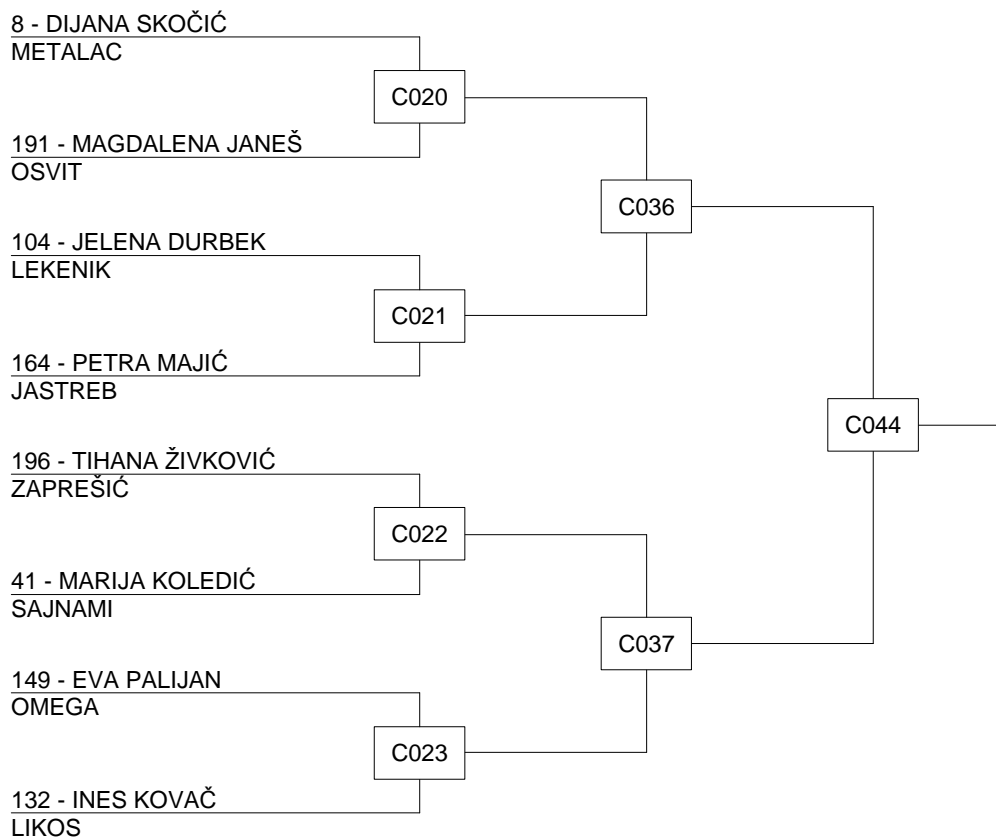 8 - DIJANA SKOČIĆ
METALAC
C020
191 - MAGDALENA JANEŠ
OSVIT
C036
104 - JELENA DURBEK
LEKENIK
C021
164 - PETRA MAJIĆ
JASTREB
C044
196 - TIHANA ŽIVKOVIĆ
ZAPREŠIĆ
C022
41 - MARIJA KOLEDIĆ
SAJNAMI
C037
149 - EVA PALIJAN
OMEGA
C023
132 - INES KOVAČ
LIKOS